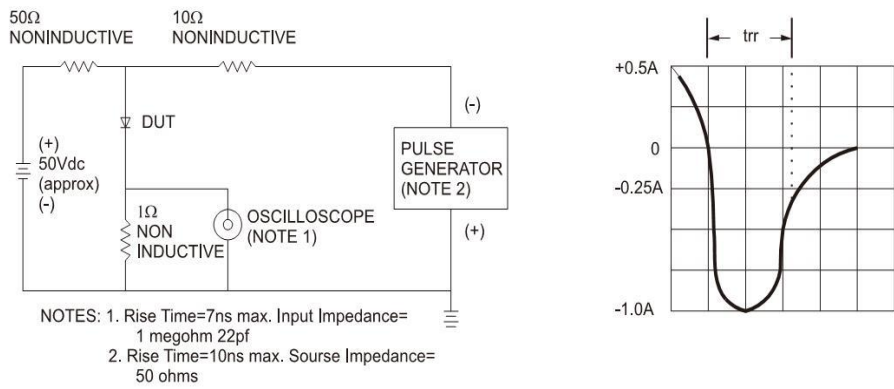 50Ω
NONINDUCTIVE
10Ω
NONINDUCTIVE
DUT
(+)
50Vdc
(approx)
(-)
1Ω
NON
INDUCTIVE
OSCILLOSCOPE
(NOTE 1)
(-)
PULSE
GENERATOR
(NOTE 2)
(+)
NOTES: 1. Rise Time=7ns max. Input Impedance=
1 megohm 22pf
2. Rise Time=10ns max. Sourse Impedance=
50 ohms
trr
+0.5A
0
-0.25A
-1.0A